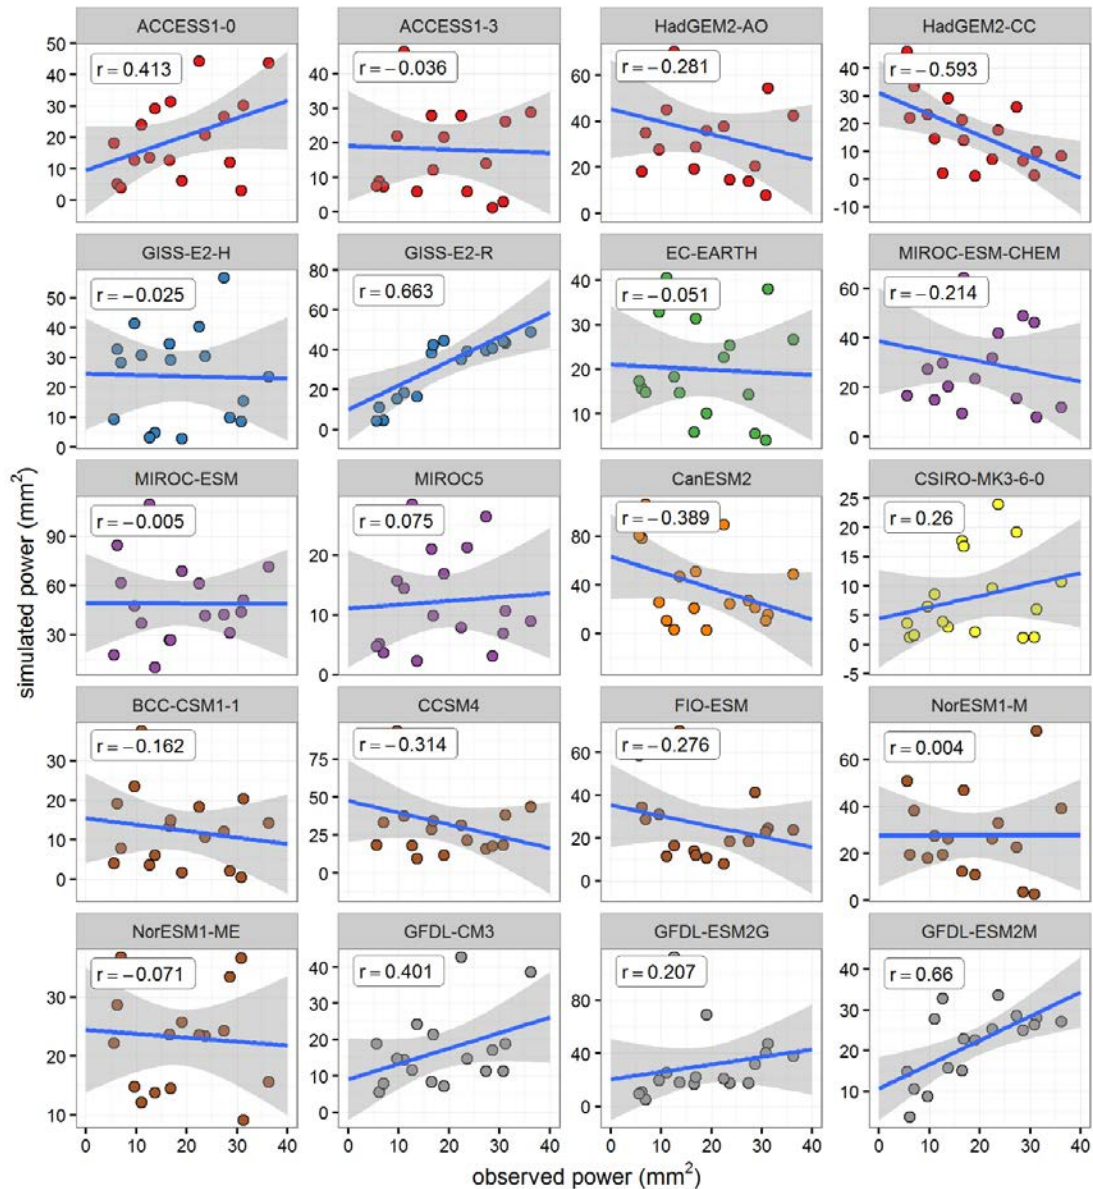 ACCESS1-0 ACCESS1-3 HadGEM2-AO HadGEM2-CC
r = 0.413 r = −0.036 r = −0.281 r = −0.593
50 40 30 20 10 0
40 30 20 10 0
60 40 20 0
40 30 20 10 0 -10
GISS-E2-H GISS-E2-R EC-EARTH MIROC-ESM-CHEM
r = −0.025 r = 0.663 r = −0.051 r = −0.214
50 40 30 20 10 0
80 60 40 20 0
40 30 20 10
60 40 20 0
MIROC-ESM MIROC5 CanESM2 CSIRO-MK3-6-0
r = −0.005 r = 0.075 r = −0.389 r = 0.26
90 60 30
20 10 0
80 40 0
25 20 15 10 5 0 -5
BCC-CSM1-1 CCSM4 FIO-ESM NorESM1-M
r = −0.162 r = −0.314 r = −0.276 r = 0.004
30 20 10 0
75 50 25 0
60 40 20 0
60 40 20 0
NorESM1-ME GFDL-CM3 GFDL-ESM2G GFDL-ESM2M
r = −0.071 r = 0.401 r = 0.207 r = 0.66
30 20 10
40 30 20 10 0
80 40 0
40 30 20 10
0 10 20 30 40 0 10 20 30 40 0 10 20 30 40 0 10 20 30 40
simulated power (mm²)
observed power (mm²)